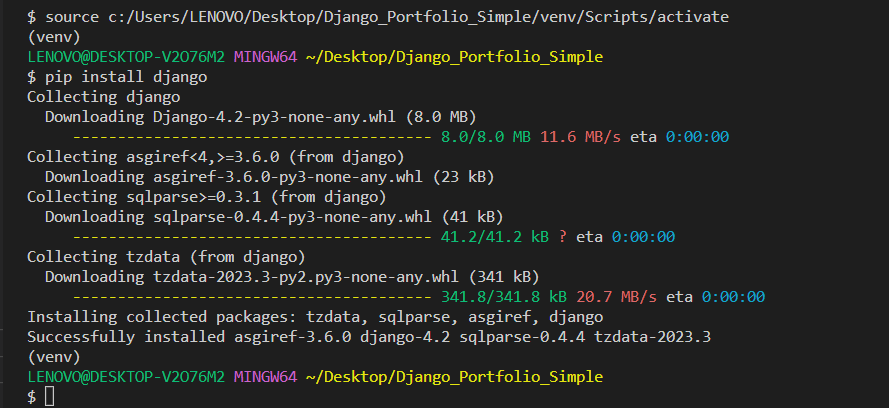 $ source c:/Users/LENOVO/Desktop/Django_Portfolio_Simple/venv/Scripts/activate
(venv)
LENOVO@DESKTOP-V2O76M2 MINGW64 ~/Desktop/Django_Portfolio_Simple
$ pip install django
Collecting django
  Downloading Django-4.2-py3-none-any.whl (8.0 MB)
     ---------------------------------------- 8.0/8.0 MB 11.6 MB/s eta 0:00:00
Collecting asgiref<4,>=3.6.0 (from django)
  Downloading asgiref-3.6.0-py3-none-any.whl (23 kB)
Collecting sqlparse>=0.3.1 (from django)
  Downloading sqlparse-0.4.4-py3-none-any.whl (41 kB)
     ---------------------------------------- 41.2/41.2 kB ? eta 0:00:00
Collecting tzdata (from django)
  Downloading tzdata-2023.3-py2.py3-none-any.whl (341 kB)
     ---------------------------------------- 341.8/341.8 kB 20.7 MB/s eta 0:00:00
Installing collected packages: tzdata, sqlparse, asgiref, django
Successfully installed asgiref-3.6.0 django-4.2 sqlparse-0.4.4 tzdata-2023.3
(venv)
LENOVO@DESKTOP-V2O76M2 MINGW64 ~/Desktop/Django_Portfolio_Simple
$